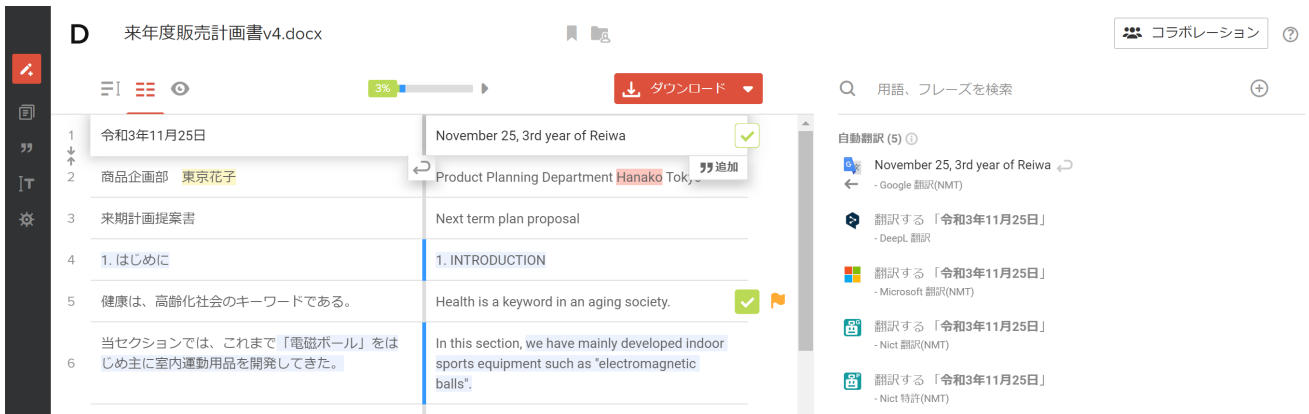 D 来年度販売計画書v4.docx コラボレーション
3% ダウンロード 用語、フレーズを検索
1 令和3年11月25日 November 25, 3rd year of Reiwa
追加
2 商品企画部 東京花子 Product Planning Department Hanako Tokyo
3 来期計画提案書 Next term plan proposal
4 1. はじめに 1. INTRODUCTION
5 健康は、高齢化社会のキーワードである。 Health is a keyword in an aging society.
6 当セクションでは、これまで「電磁ボール」をは
じめ主に室内運動用品を開発してきた。
In this section, we have mainly developed indoor
sports equipment such as "electromagnetic
balls".
自動翻訳 (5)
November 25, 3rd year of Reiwa
- Google 翻訳(NMT)
翻訳する「令和3年11月25日」
- DeepL 翻訳
翻訳する「令和3年11月25日」
- Microsoft 翻訳(NMT)
翻訳する「令和3年11月25日」
- Nict 翻訳(NMT)
翻訳する「令和3年11月25日」
- Nict 特許(NMT)